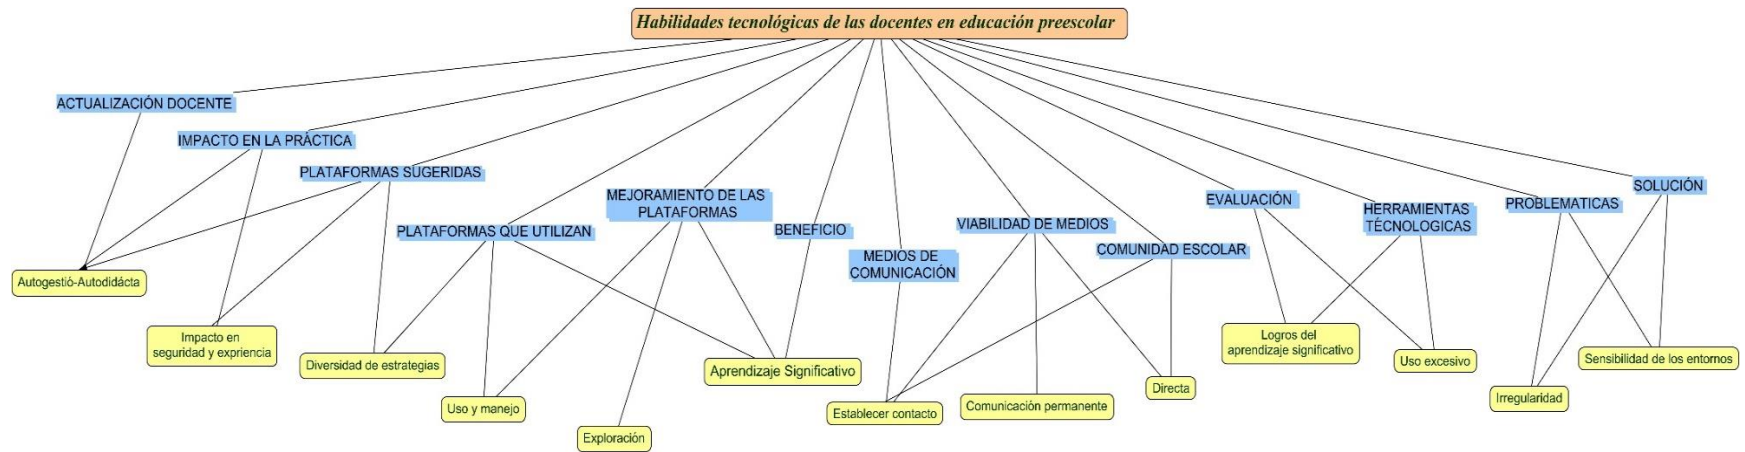 Habilidades tecnológicas de las docentes en educación preescolar
ACTUALIZACIÓN DOCENTE
IMPACTO EN LA PRÁCTICA
PLATAFORMAS SUGERIDAS
PLATAFORMAS QUE UTILIZAN
MEJORAMIENTO DE LAS
PLATAFORMAS
BENEFICIO
MEDIOS DE
COMUNICACIÓN
VIABILIDAD DE MEDIOS
COMUNIDAD ESCOLAR
EVALUACIÓN
HERRAMIENTAS
TÉCNOLOGICAS
PROBLEMATICAS
SOLUCIÓN
Autogestió-Autodidácta
Impacto en
seguridad y expriencia
Diversidad de estrategias
Uso y manejo
Exploración
Aprendizaje Significativo
Establecer contacto
Comunicación permanente
Directa
Logros del
aprendizaje significativo
Uso excesivo
Irregularidad
Sensibilidad de los entornos